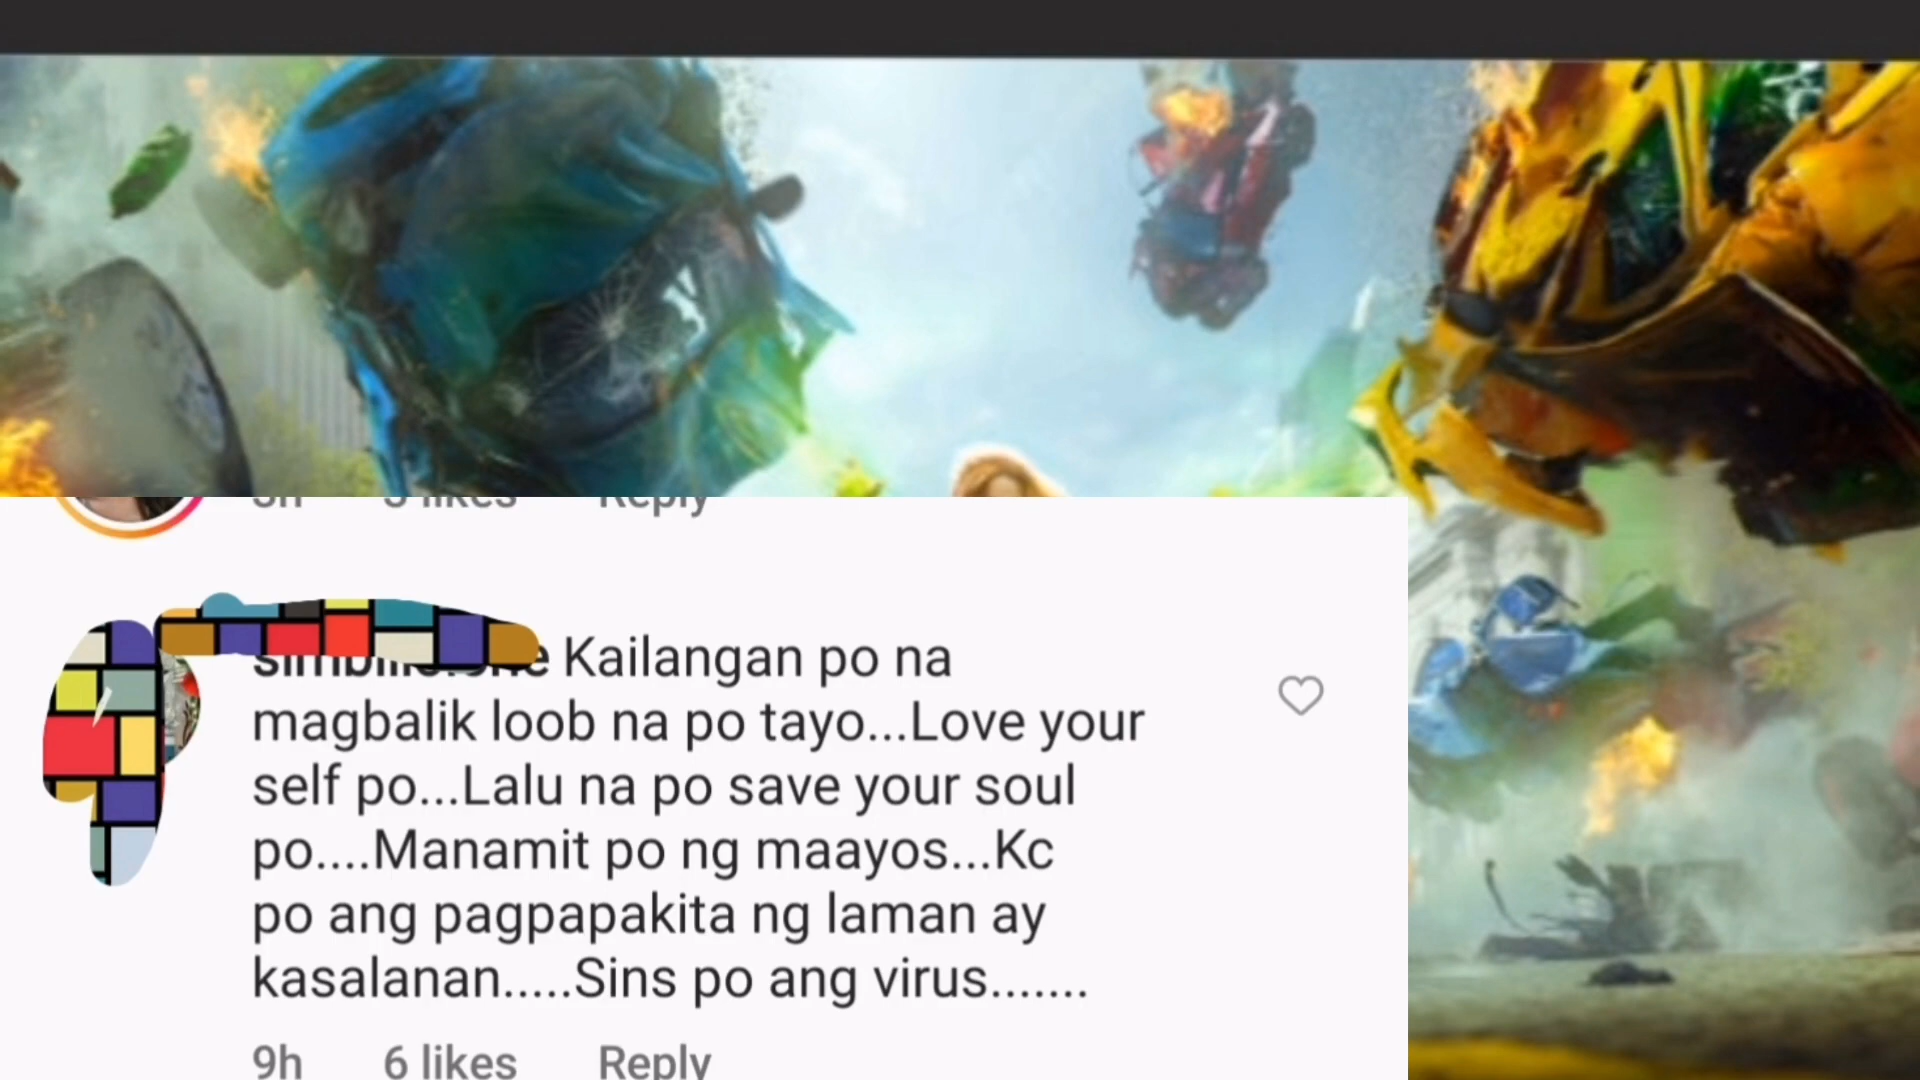 Kailangan po na
magbalik loob na po tayo...Love your
self po...Lalu na po save your soul
po....Manamit po ng maayos...Kc
po ang pagpapakita ng laman ay
kasalanan.....Sins po ang virus.......
9h 6 likes Reply